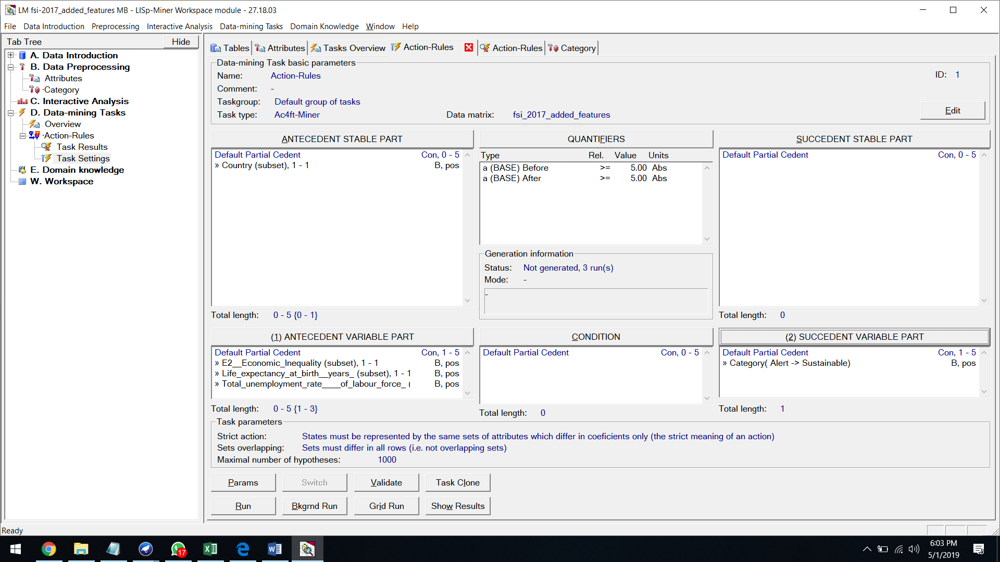 LM fsi-2017_added_features MB - LISp-Miner Workspace module - 27.18.03
File Data Introduction Preprocessing Interactive Analysis Data-mining Tasks Domain Knowledge Window Help
Tab Tree Hide
A. Data Introduction
B. Data Preprocessing
Attributes
·Category
C. Interactive Analysis
D. Data-mining Tasks
Overview
·Action-Rules
Task Results
Task Settings
E. Domain knowledge
W. Workspace
Tables Attributes Tasks Overview Action-Rules Action-Rules Category
Data-mining Task basic parameters
Name: Action-Rules ID: 1
Comment: -
Taskgroup: Default group of tasks
Task type: Ac4ft-Miner Data matrix: fsi_2017_added_features
Edit
ANTECEDENT STABLE PART
Default Partial Cedent Con, 0 - 5
» Country (subset), 1 - 1 B, pos
Total length: 0 - 5 {0 - 1}
QUANTIFIERS
Type Rel. Value Units
a (BASE) Before >= 5.00 Abs
a (BASE) After >= 5.00 Abs
Generation information
Status: Not generated, 3 run(s)
Mode: -
-
SUCCEDENT STABLE PART
Default Partial Cedent Con, 0 - 5
Total length: 0
(1) ANTECEDENT VARIABLE PART
Default Partial Cedent Con, 1 - 5
» E2__Economic_Inequality (subset), 1 - 1 B, pos
» Life_expectancy_at_birth__years_ (subset), 1 - 1 B, pos
» Total_unemployment_rate____of_labour_force_ ( B, pos
Total length: 0 - 5 {1 - 3}
CONDITION
Default Partial Cedent Con, 0 - 5
Total length: 0
(2) SUCCEDENT VARIABLE PART
Default Partial Cedent Con, 1 - 5
» Category( Alert -> Sustainable) B, pos
Total length: 1
Task parameters
Strict action: States must be represented by the same sets of attributes which differ in coeficients only (the strict meaning of an action)
Sets overlapping: Sets must differ in all rows (i.e. not overlapping sets)
Maximal number of hypotheses: 1000
Params Switch Validate Task Clone
Run Bkgrnd Run Grid Run Show Results
Ready
17
6:03 PM
5/1/2019